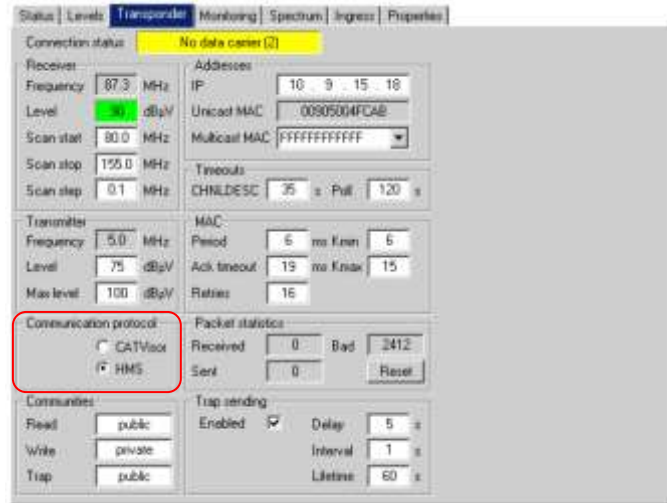 Status Levels Transponder Monitoring Spectrum Ingress Properties
Connection status No data carrier (2)
Receiver
Frequency 87.3 MHz
Level 90 dBµV
Scan start 80.0 MHz
Scan stop 155.0 MHz
Scan step 0.1 MHz
Addresses
IP 10 . 9 . 15 . 18
Unicast MAC 00905004FCAB
Multicast MAC FFFFFFFFFFFF
Timeouts
CHNLDESC 35 s Poll 120 s
Transmitter
Frequency 5.0 MHz
Level 75 dBµV
Max level 100 dBµV
MAC
Period 6 ms Kmin 6
Ack timeout 19 ms Kmax 15
Retries 16
Communication protocol
CATVisor
HMS
Packet statistics
Received 0 Bad 2412
Sent 0 Reset
Communities
Read public
Write private
Trap public
Trap sending
Enabled Delay 5 s
Interval 1 s
Lifetime 60 s